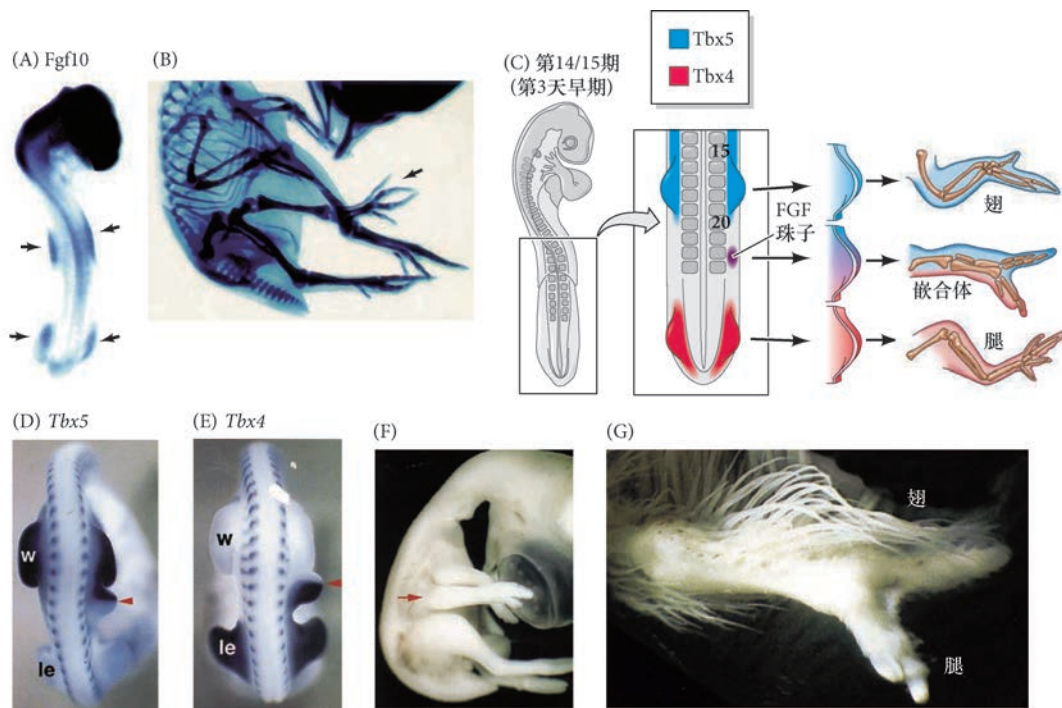 (A) Fgf10
(B)
(C) 第14/15期
(第3天早期)
Tbx5
Tbx4
15
20
FGF
珠子
翅
嵌合体
腿
(D) Tbx5
w
le
(E) Tbx4
w
le
(F)
(G)
翅
腿